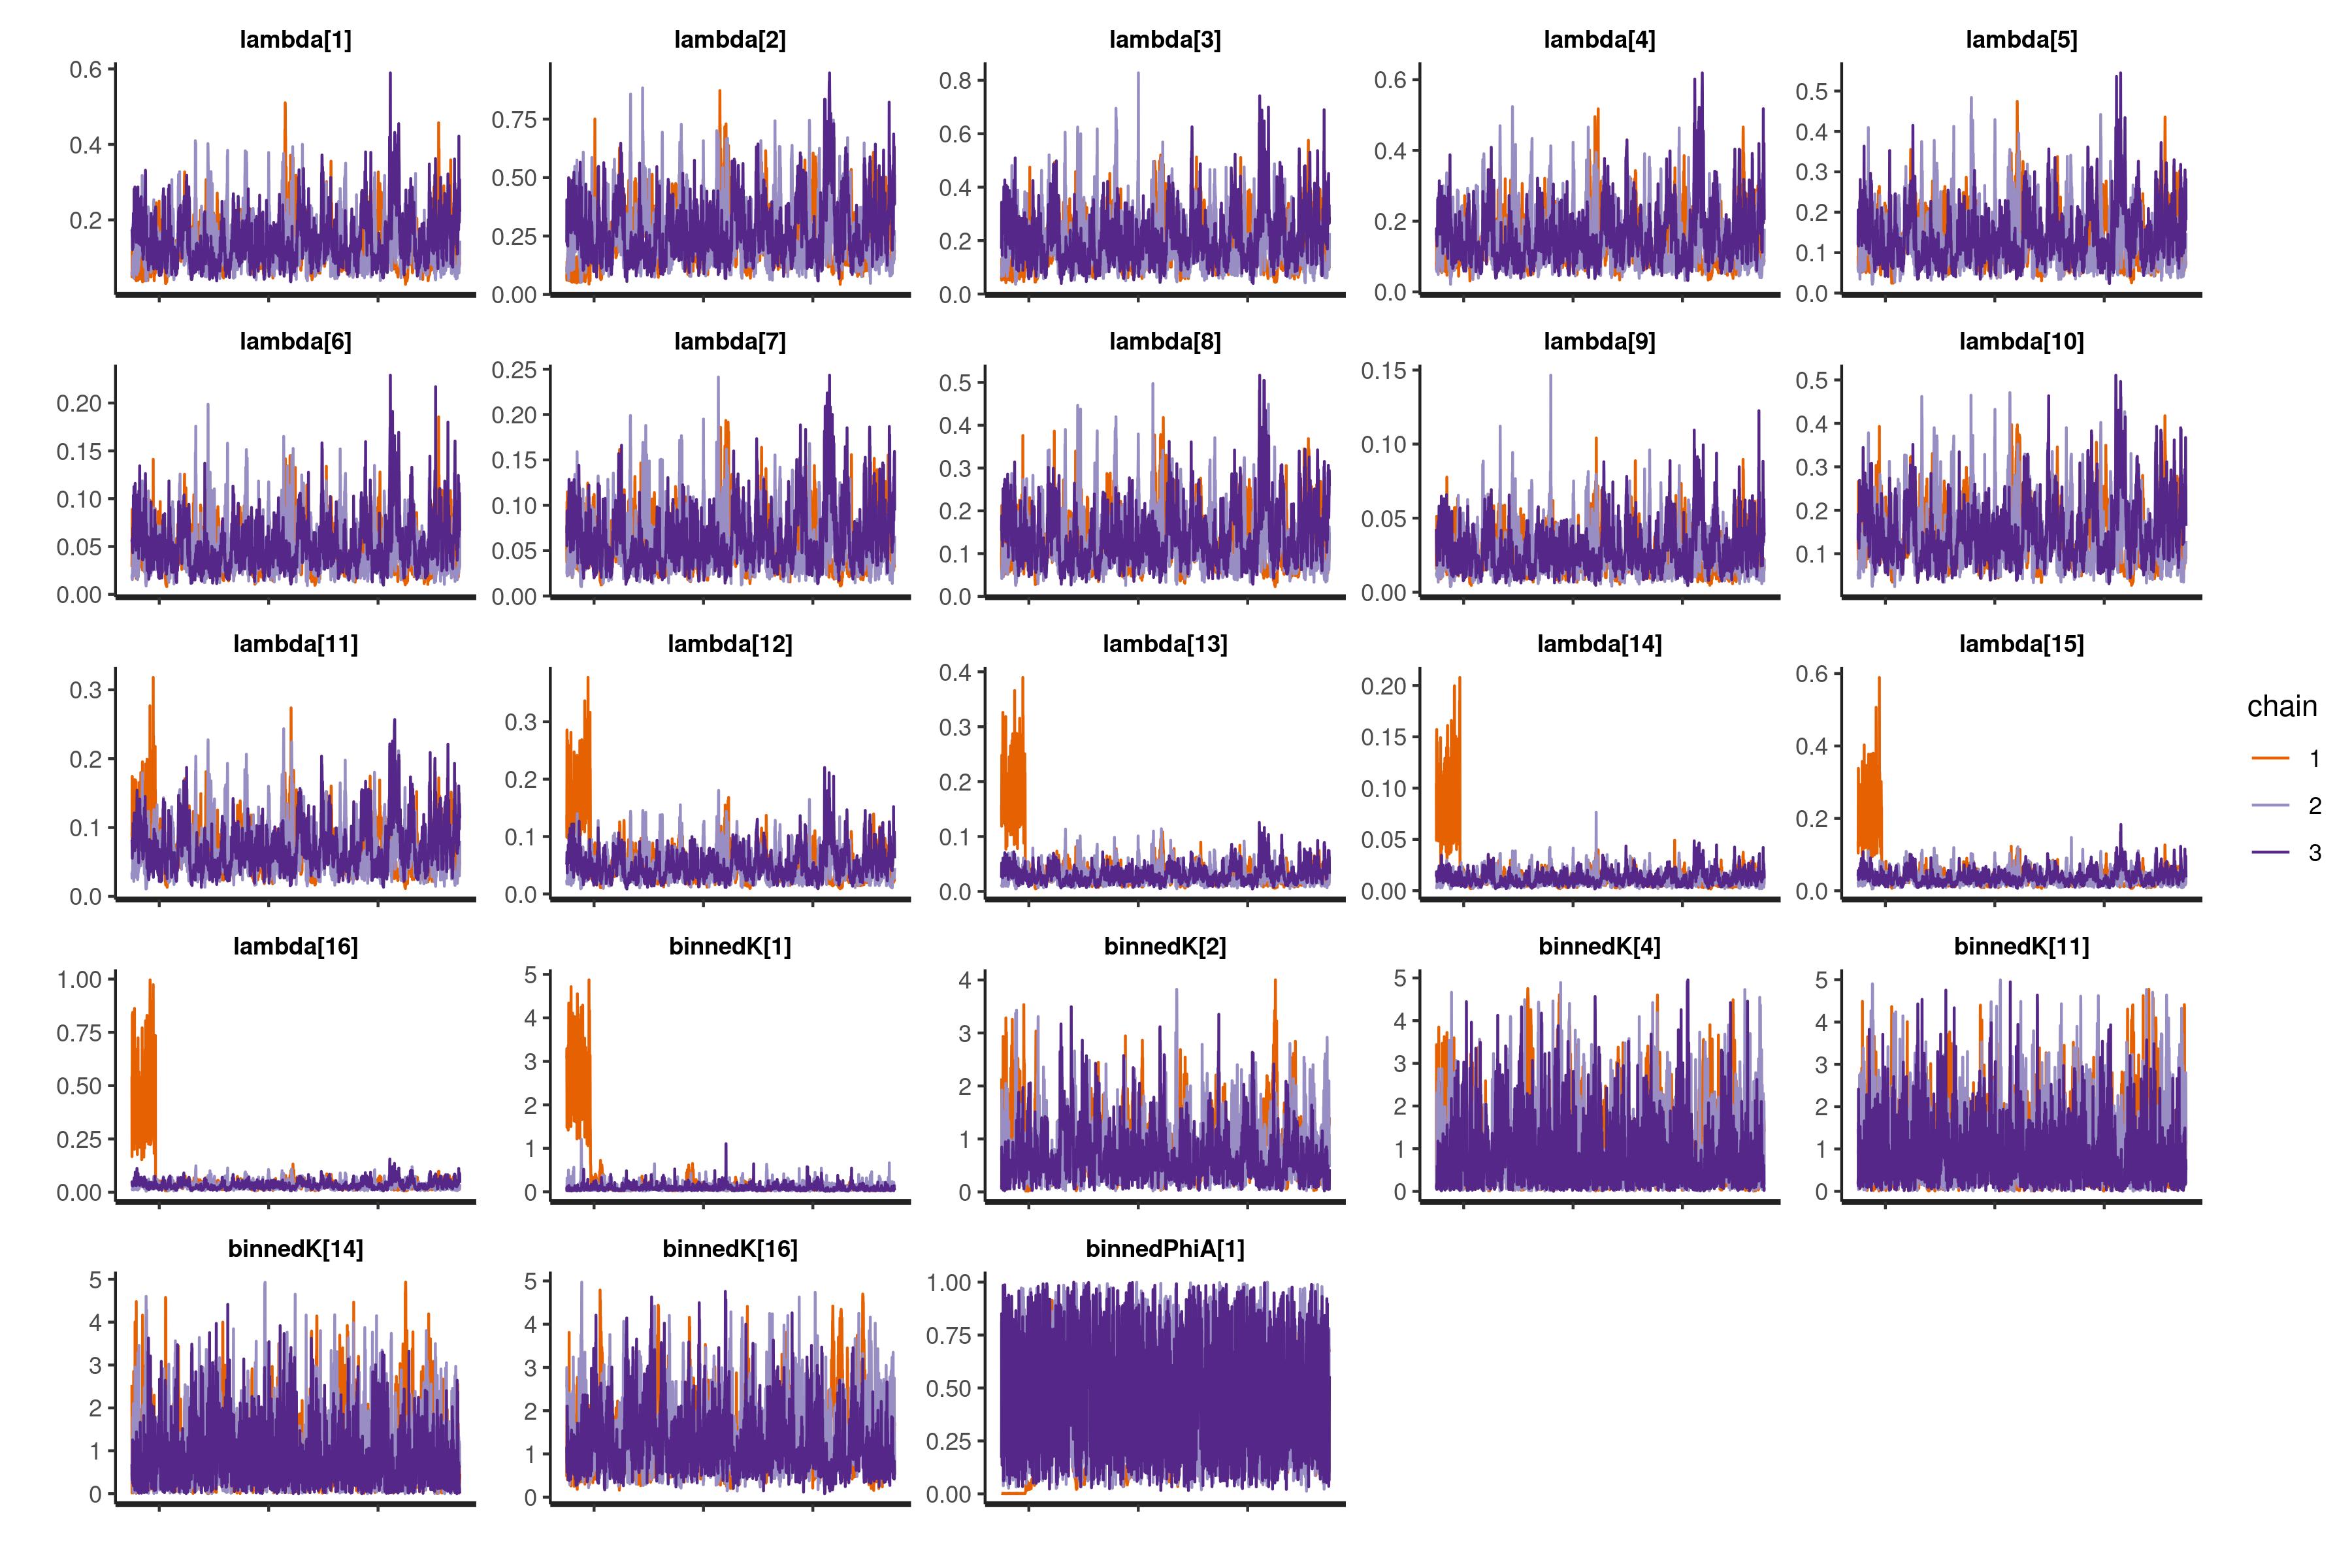 lambda[1] lambda[2] lambda[3] lambda[4] lambda[5]
0.6 0.4 0.2
0.75 0.50 0.25 0.00
0.8 0.6 0.4 0.2 0.0
0.6 0.4 0.2 0.0
0.5 0.4 0.3 0.2 0.1 0.0
lambda[6] lambda[7] lambda[8] lambda[9] lambda[10]
0.20 0.15 0.10 0.05 0.00
0.25 0.20 0.15 0.10 0.05 0.00
0.5 0.4 0.3 0.2 0.1 0.0
0.15 0.10 0.05 0.00
0.5 0.4 0.3 0.2 0.1
lambda[11] lambda[12] lambda[13] lambda[14] lambda[15]
0.3 0.2 0.1 0.0
0.3 0.2 0.1 0.0
0.4 0.3 0.2 0.1 0.0
0.20 0.15 0.10 0.05 0.00
0.6 0.4 0.2 0.0
lambda[16] binnedK[1] binnedK[2] binnedK[4] binnedK[11]
1.00 0.75 0.50 0.25 0.00
5 4 3 2 1 0
4 3 2 1 0
5 4 3 2 1 0
5 4 3 2 1 0
binnedK[14] binnedK[16] binnedPhiA[1]
5 4 3 2 1 0
5 4 3 2 1 0
1.00 0.75 0.50 0.25 0.00
chain
1
2
3